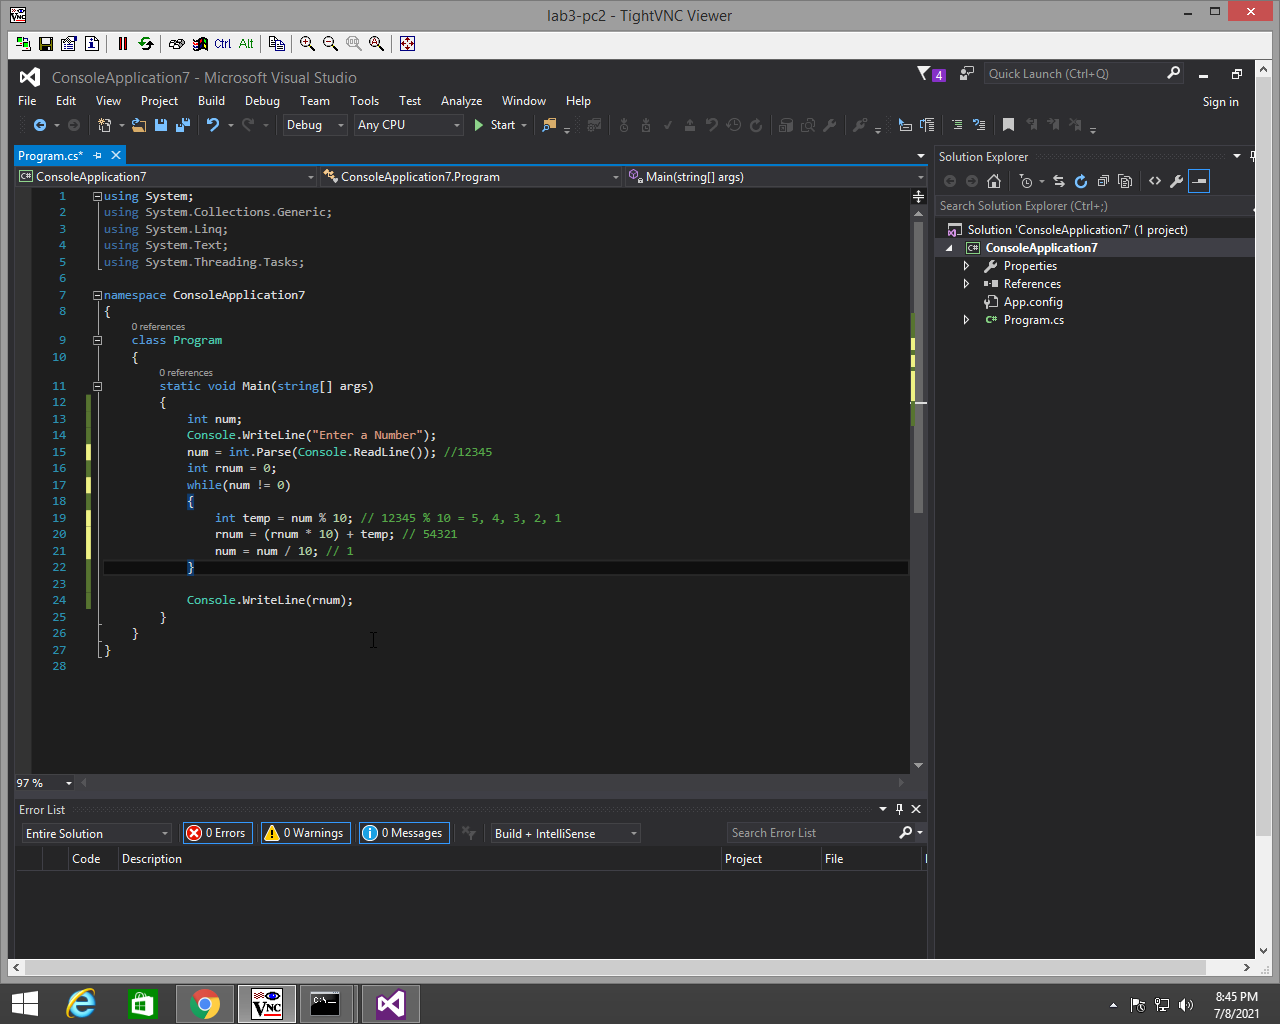 lab3-pc2 - TightVNC Viewer
Ctrl Alt
ConsoleApplication7 - Microsoft Visual Studio
4
Quick Launch (Ctrl+Q)
File Edit View Project Build Debug Team Tools Test Analyze Window Help
Sign in
Debug Any CPU Start
Program.cs*
Solution Explorer
ConsoleApplication7 ConsoleApplication7.Program Main(string[] args)
Search Solution Explorer (Ctrl+;)
Solution 'ConsoleApplication7' (1 project)
C# ConsoleApplication7
Properties
References
App.config
C# Program.cs
1 using System;
2 using System.Collections.Generic;
3 using System.Linq;
4 using System.Text;
5 using System.Threading.Tasks;
6
7 namespace ConsoleApplication7
8 {
0 references
9 class Program
10 {
0 references
11 static void Main(string[] args)
12 {
13 int num;
14 Console.WriteLine("Enter a Number");
15 num = int.Parse(Console.ReadLine()); //12345
16 int rnum = 0;
17 while(num != 0)
18 {
19 int temp = num % 10; // 12345 % 10 = 5, 4, 3, 2, 1
20 rnum = (rnum * 10) + temp; // 54321
21 num = num / 10; // 1
22 }
23
24 Console.WriteLine(rnum);
25 }
26 }
27 }
28
97 %
Error List
Entire Solution 0 Errors 0 Warnings 0 Messages Build + IntelliSense Search Error List
Code Description Project File
8:45 PM
7/8/2021